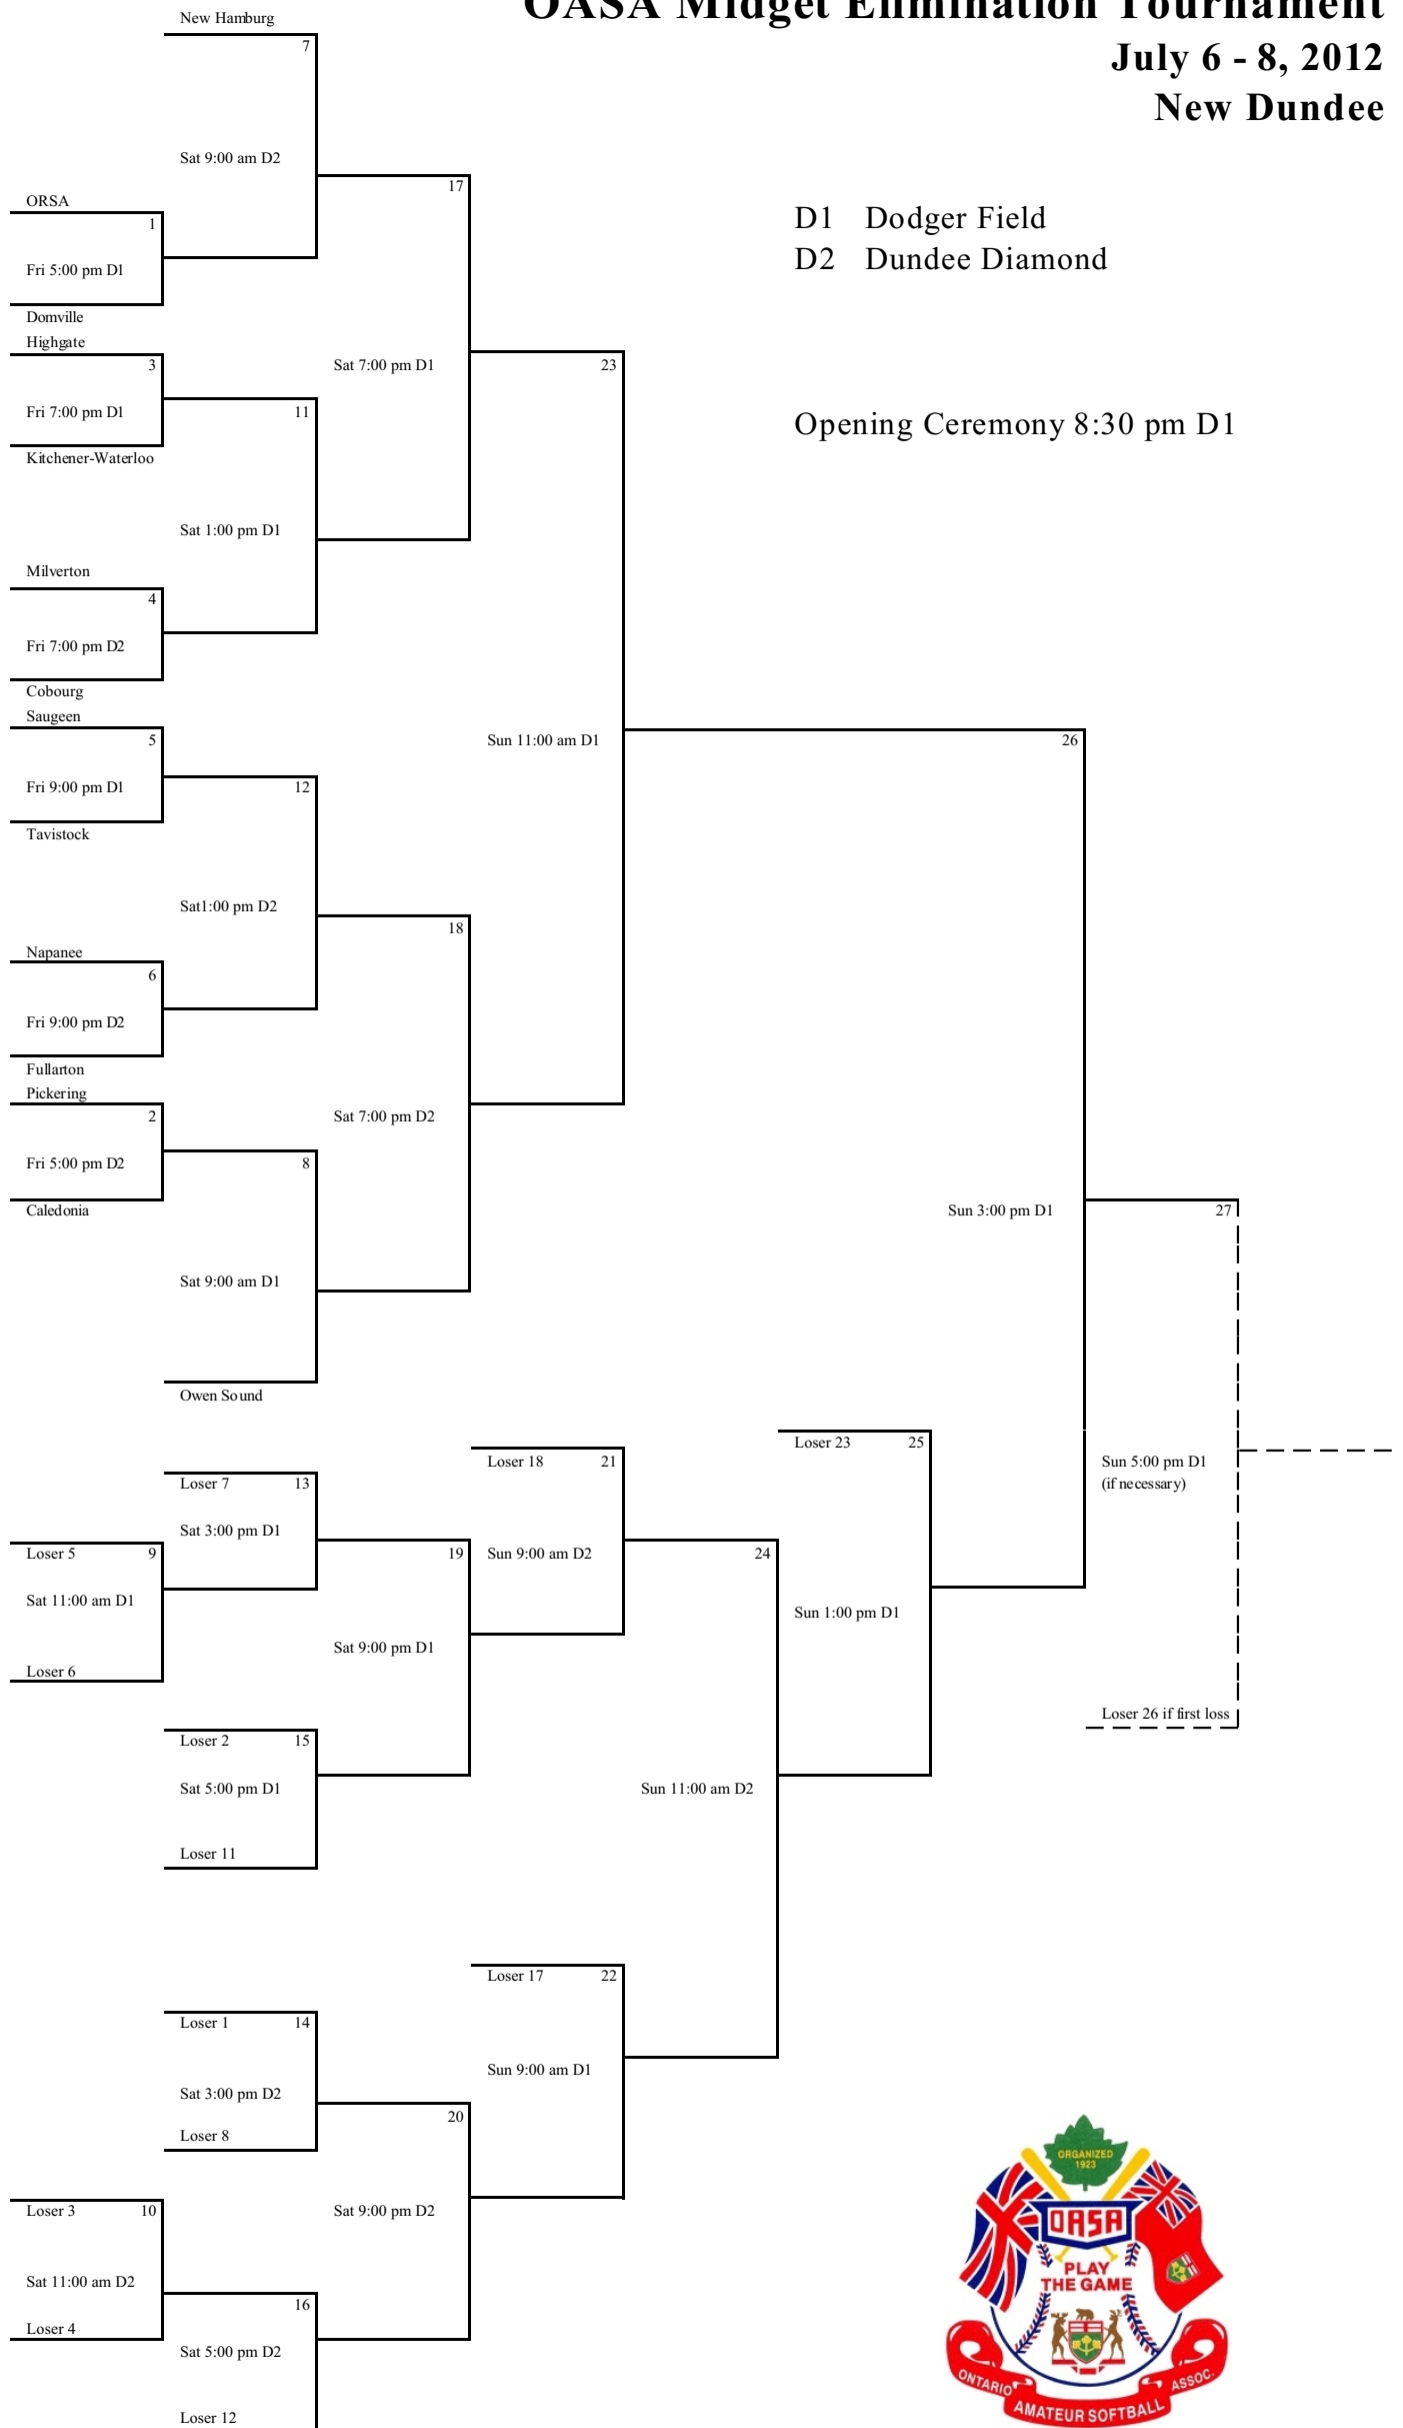 OASA Midget Elimination Tournament
July 6 - 8, 2012
New Dundee
D1 Dodger Field
D2 Dundee Diamond
Opening Ceremony 8:30 pm D1
New Hamburg
7
Sat 9:00 am D2
17
ORSA
1
Fri 5:00 pm D1
Domville
Highgate
3
Sat 7:00 pm D1
23
Fri 7:00 pm D1
11
Kitchener-Waterloo
Sat 1:00 pm D1
Milverton
4
Fri 7:00 pm D2
Cobourg
Saugeen
5
Sun 11:00 am D1
26
Fri 9:00 pm D1
12
Tavistock
Sat1:00 pm D2
18
Napanee
6
Fri 9:00 pm D2
Fullarton
Pickering
2
Sat 7:00 pm D2
Fri 5:00 pm D2
8
Caledonia
Sun 3:00 pm D1
27
Sat 9:00 am D1
Owen Sound
Loser 23 25
Loser 18 21
Sun 5:00 pm D1
(if necessary)
Loser 7 13
Sat 3:00 pm D1
Loser 5 9
19
Sun 9:00 am D2
24
Sat 11:00 am D1
Sun 1:00 pm D1
Sat 9:00 pm D1
Loser 6
Loser 26 if first loss
Loser 2 15
Sat 5:00 pm D1
Sun 11:00 am D2
Loser 11
Loser 17 22
Loser 1 14
Sun 9:00 am D1
Sat 3:00 pm D2
20
Loser 8
Loser 3 10
Sat 9:00 pm D2
Sat 11:00 am D2
16
Loser 4
Sat 5:00 pm D2
Loser 12
ORGANIZED
1923
OASA
PLAY
THE GAME
ONTARIO
AMATEUR SOFTBALL
ASSOC.